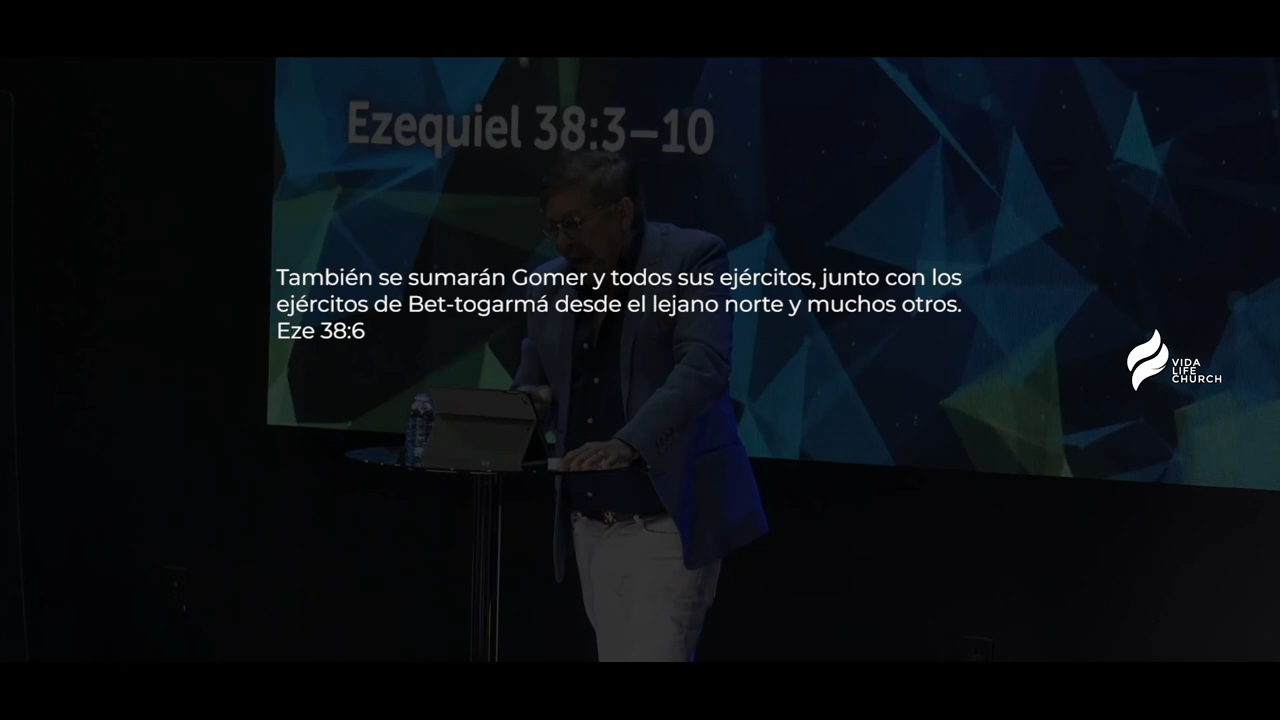 Ezequiel 38:3–10
También se sumarán Gomer y todos sus ejércitos, junto con los
ejércitos de Bet-togarmá desde el lejano norte y muchos otros.
Eze 38:6
VIDA
LIFE
CHURCH